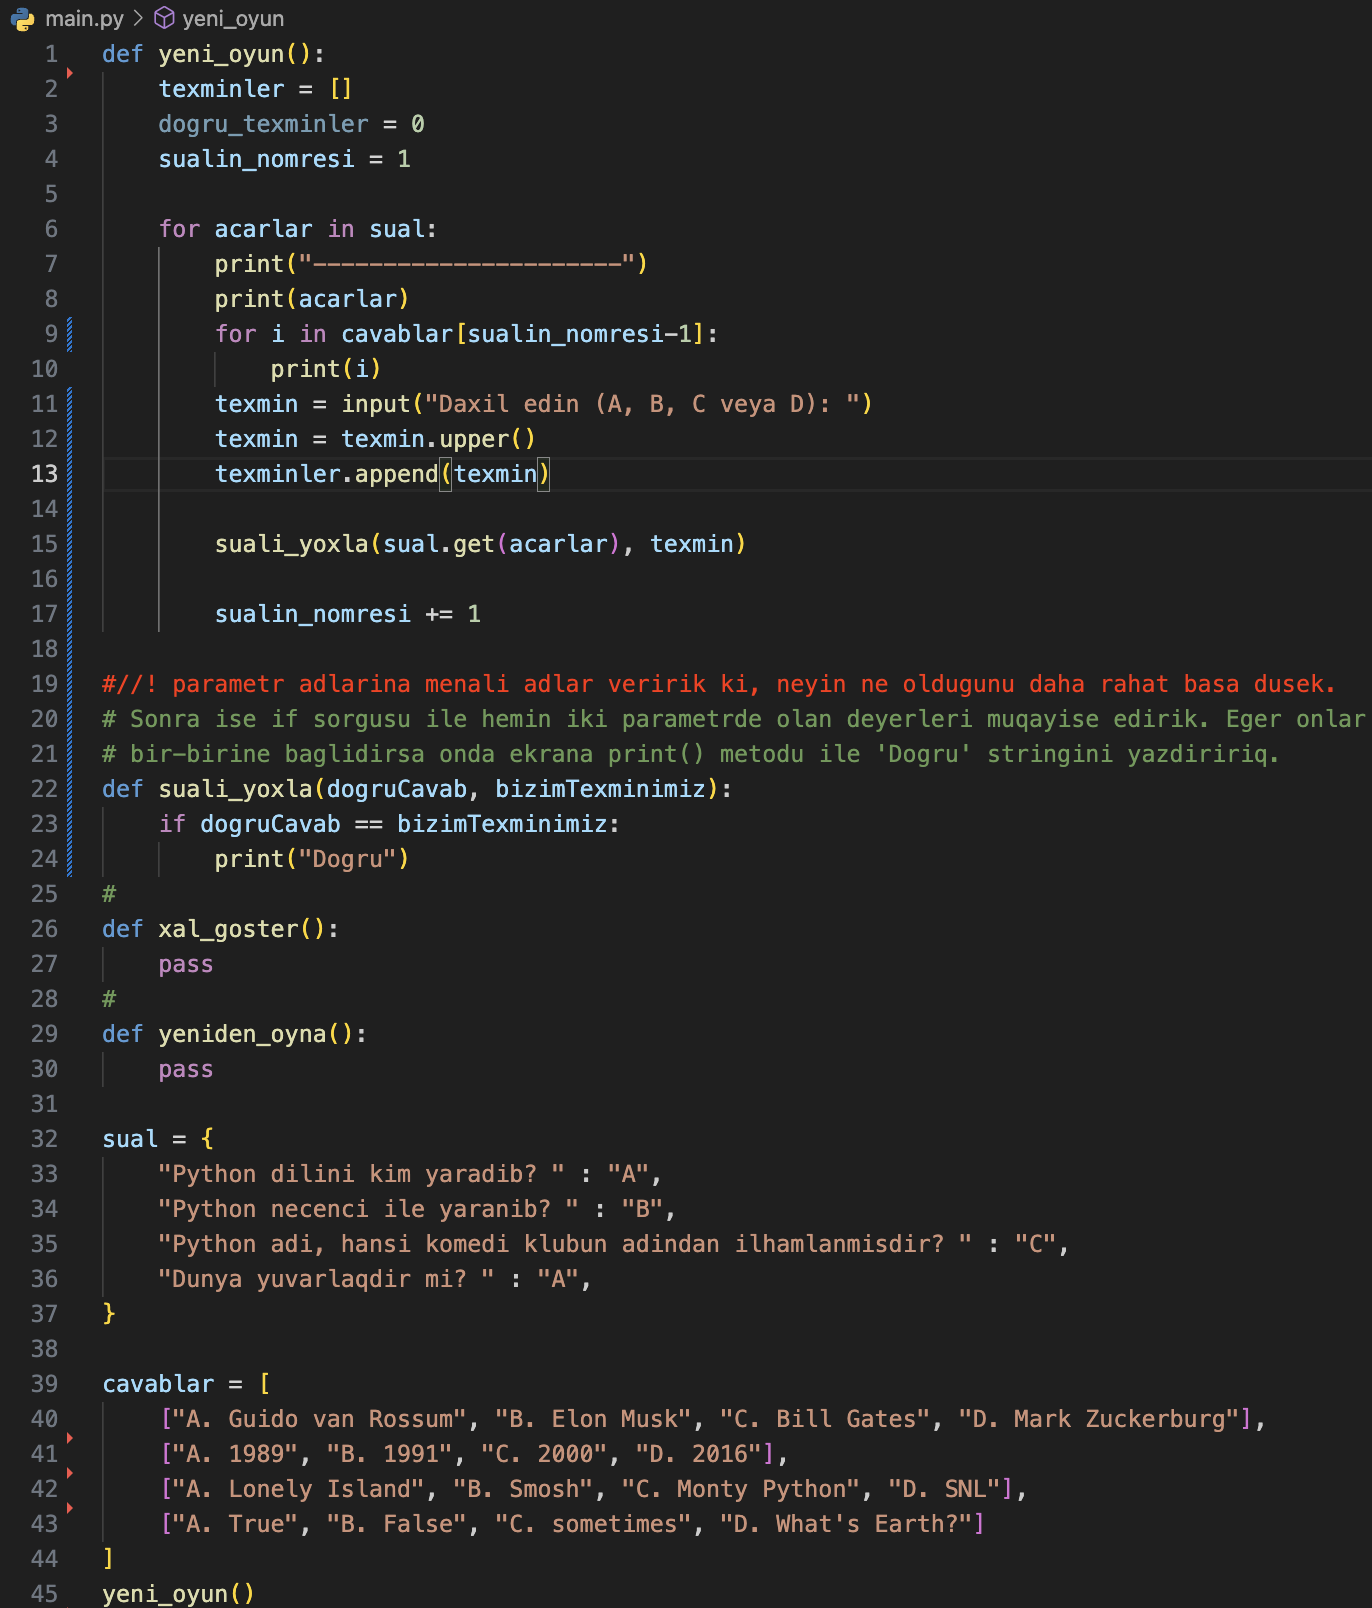 main.py > yeni_oyun
1 def yeni_oyun():
2     texminler = []
3     dogru_texminler = 0
4     sualin_nomresi = 1
5
6     for acarlar in sual:
7         print("----------------------")
8         print(acarlar)
9         for i in cavablar[sualin_nomresi-1]:
10             print(i)
11         texmin = input("Daxil edin (A, B, C veya D): ")
12         texmin = texmin.upper()
13         texminler.append(texmin)
14
15         suali_yoxla(sual.get(acarlar), texmin)
16
17         sualin_nomresi += 1
18
19 #//! parametr adlarina menali adlar veririk ki, neyin ne oldugunu daha rahat basa dusek.
20 # Sonra ise if sorgusu ile hemin iki parametrde olan deyerleri muqayise edirik. Eger onlar
21 # bir-birine baglidirsa onda ekrana print() metodu ile 'Dogru' stringini yazdiririq.
22 def suali_yoxla(dogruCavab, bizimTexminimiz):
23     if dogruCavab == bizimTexminimiz:
24         print("Dogru")
25 #
26 def xal_goster():
27     pass
28 #
29 def yeniden_oyna():
30     pass
31
32 sual = {
33     "Python dilini kim yaradib? " : "A",
34     "Python necenci ile yaranib? " : "B",
35     "Python adi, hansi komedi klubun adindan ilhamlanmisdir? " : "C",
36     "Dunya yuvarlaqdir mi? " : "A",
37 }
38
39 cavablar = [
40     ["A. Guido van Rossum", "B. Elon Musk", "C. Bill Gates", "D. Mark Zuckerburg"],
41     ["A. 1989", "B. 1991", "C. 2000", "D. 2016"],
42     ["A. Lonely Island", "B. Smosh", "C. Monty Python", "D. SNL"],
43     ["A. True", "B. False", "C. sometimes", "D. What's Earth?"]
44 ]
45 yeni_oyun()